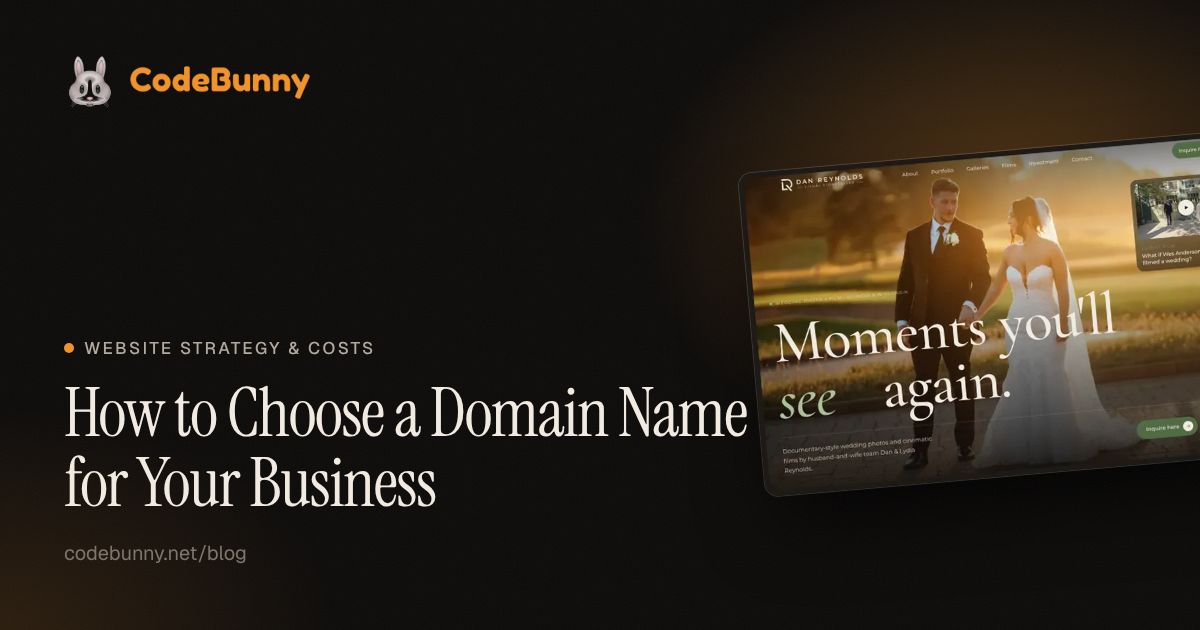 CodeBunny
WEBSITE STRATEGY & COSTS
How to Choose a Domain Name
for Your Business
codebunny.net/blog
DAN REYNOLDS
About Portfolio Galleries Films Investment Contact
Inquire
What if Wes Anderson
filmed a wedding?
Moments you'll
see again.
Documentary-style wedding photos and cinematic
films by husband-and-wife team Dan & Lydia
Reynolds.
Inquire here